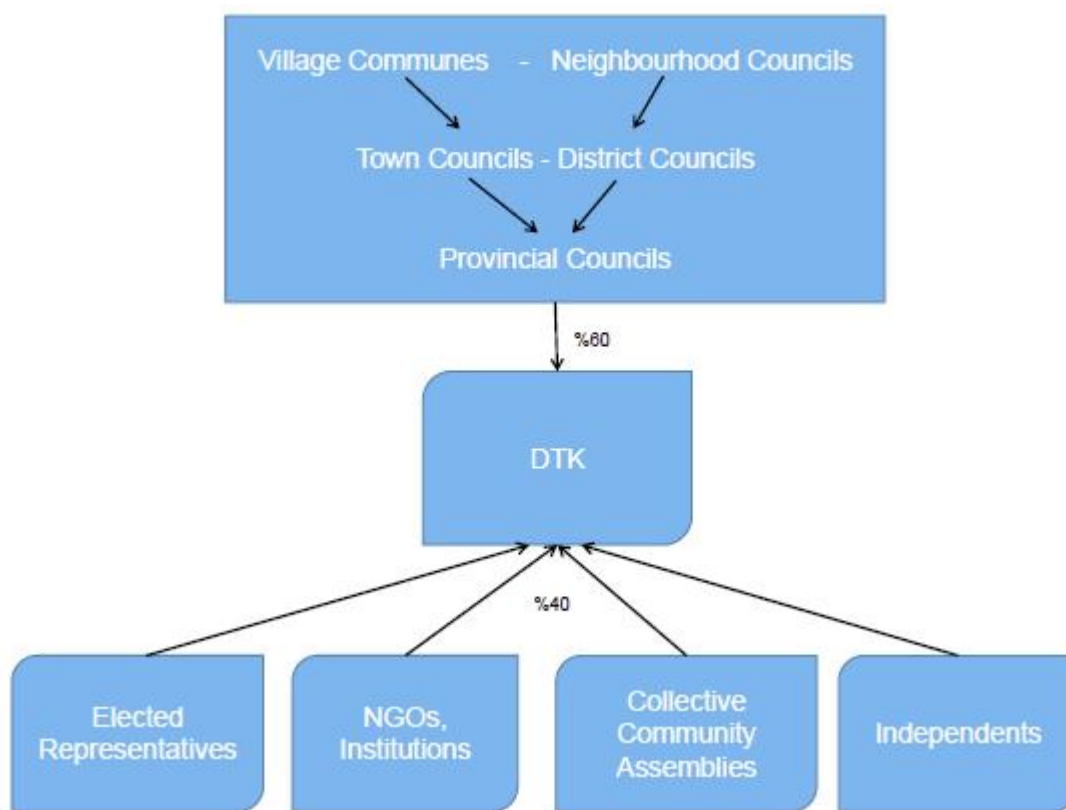 Village Communes - Neighbourhood Councils
Town Councils - District Councils
Provincial Councils
%60
DTK
%40
Elected
Representatives
NGOs,
Institutions
Collective
Community
Assemblies
Independents